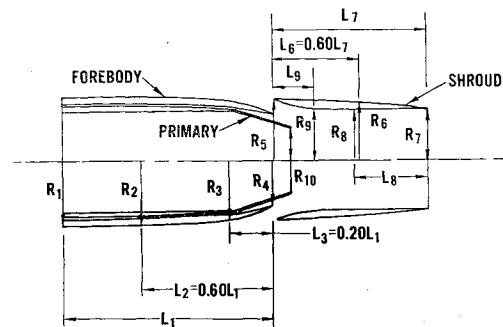 L7
L6=0.60L7
L9
FOREBODY
SHROUD
PRIMARY
R5
R9
R8
R6
R7
R1
R2
R3
R4
R10
L8
L3=0.20L1
L2=0.60L1
L1